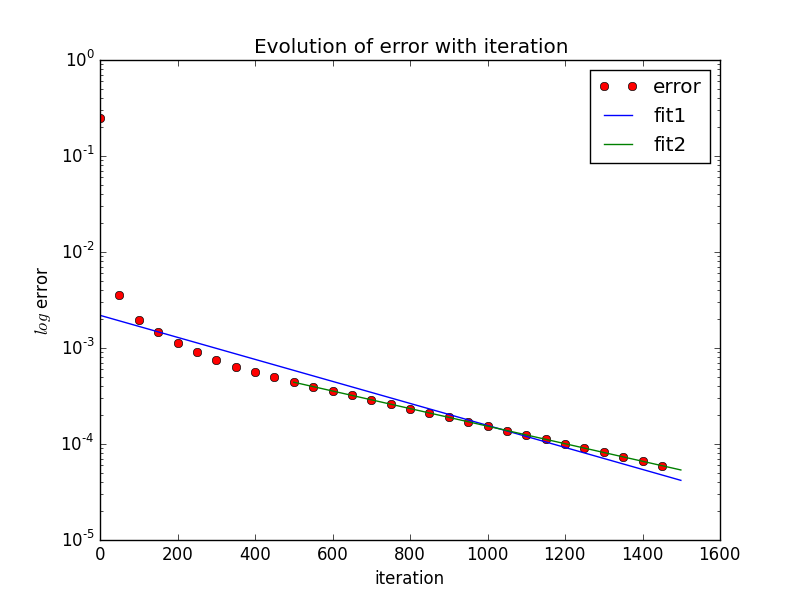 Evolution of error with iteration
10^0
10^-1
10^-2
10^-3
10^-4
10^-5
log error
error
fit1
fit2
0 200 400 600 800 1000 1200 1400 1600
iteration